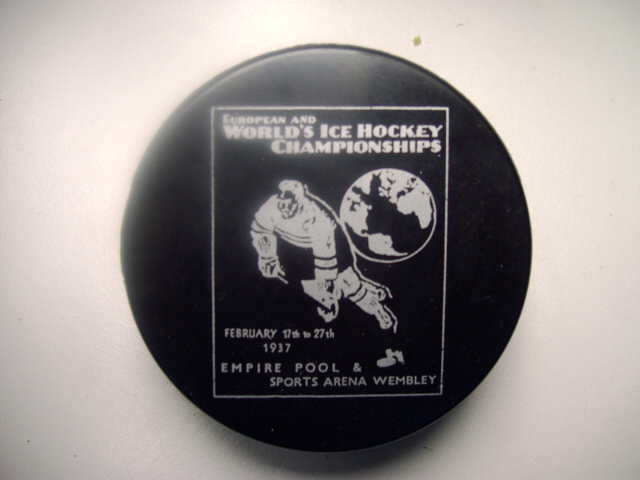 EUROPEAN AND
WORLD'S ICE HOCKEY
CHAMPIONSHIPS
FEBRUARY 17th to 27th
1937
EMPIRE POOL &
SPORTS ARENA WEMBLEY